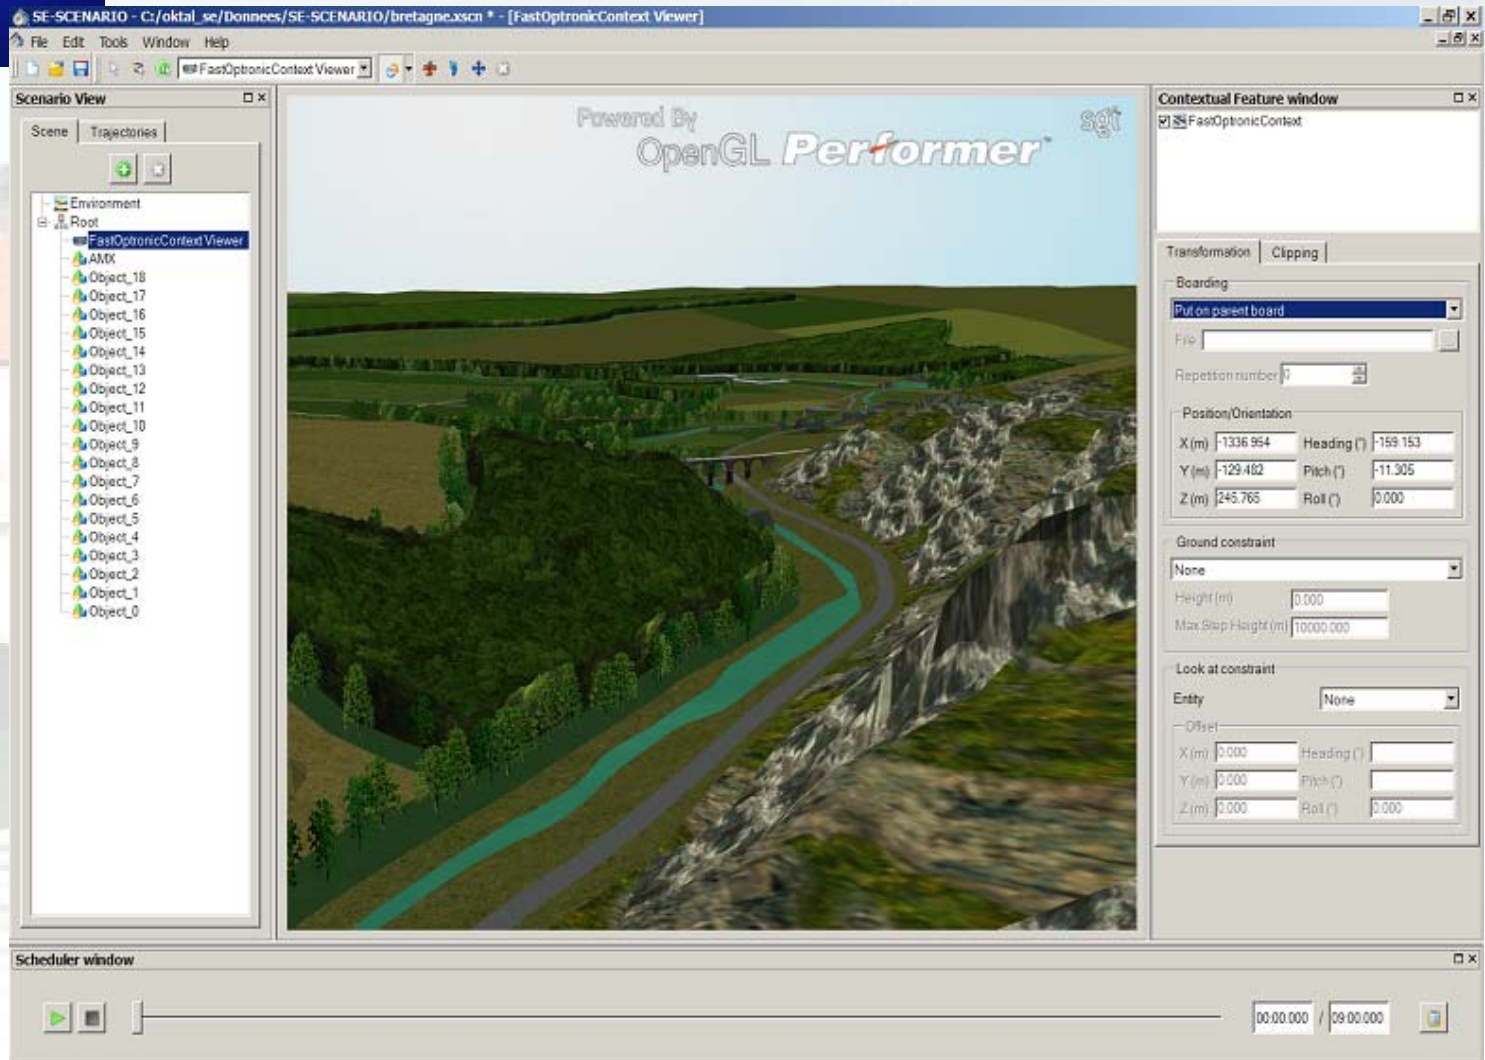 SE-SCENARIO - C:/oktal_se/Donnees/SE-SCENARIO/bretagne.xscn * - [FastOptronicContext Viewer]
File Edit Tools Window Help
FastOptronicContext Viewer
Scenario View
Scene Trajectories
Environment
Root
FastOptronicContext Viewer
AMX
Object_18
Object_17
Object_16
Object_15
Object_14
Object_13
Object_12
Object_11
Object_10
Object_9
Object_8
Object_7
Object_6
Object_5
Object_4
Object_3
Object_2
Object_1
Object_0
Powered By
OpenGL Performer™
sgi
Contextual Feature window
FastOptronicContext
Transformation Clipping
Boarding
Put on parent board
File
Repetition number 0
Position/Orientation
X (m) -1336.954 Heading (°) -159.153
Y (m) -129.482 Pitch (°) -11.305
Z (m) 245.765 Roll (°) 0.000
Ground constraint
None
Height (m) 0.000
Max Step Height (m) 10000.000
Look at constraint
Entity None
Offset
X (m) 0.000 Heading (°)
Y (m) 0.000 Pitch (°)
Z (m) 0.000 Roll (°) 0.000
Scheduler window
00:00.000 / 09:00.000